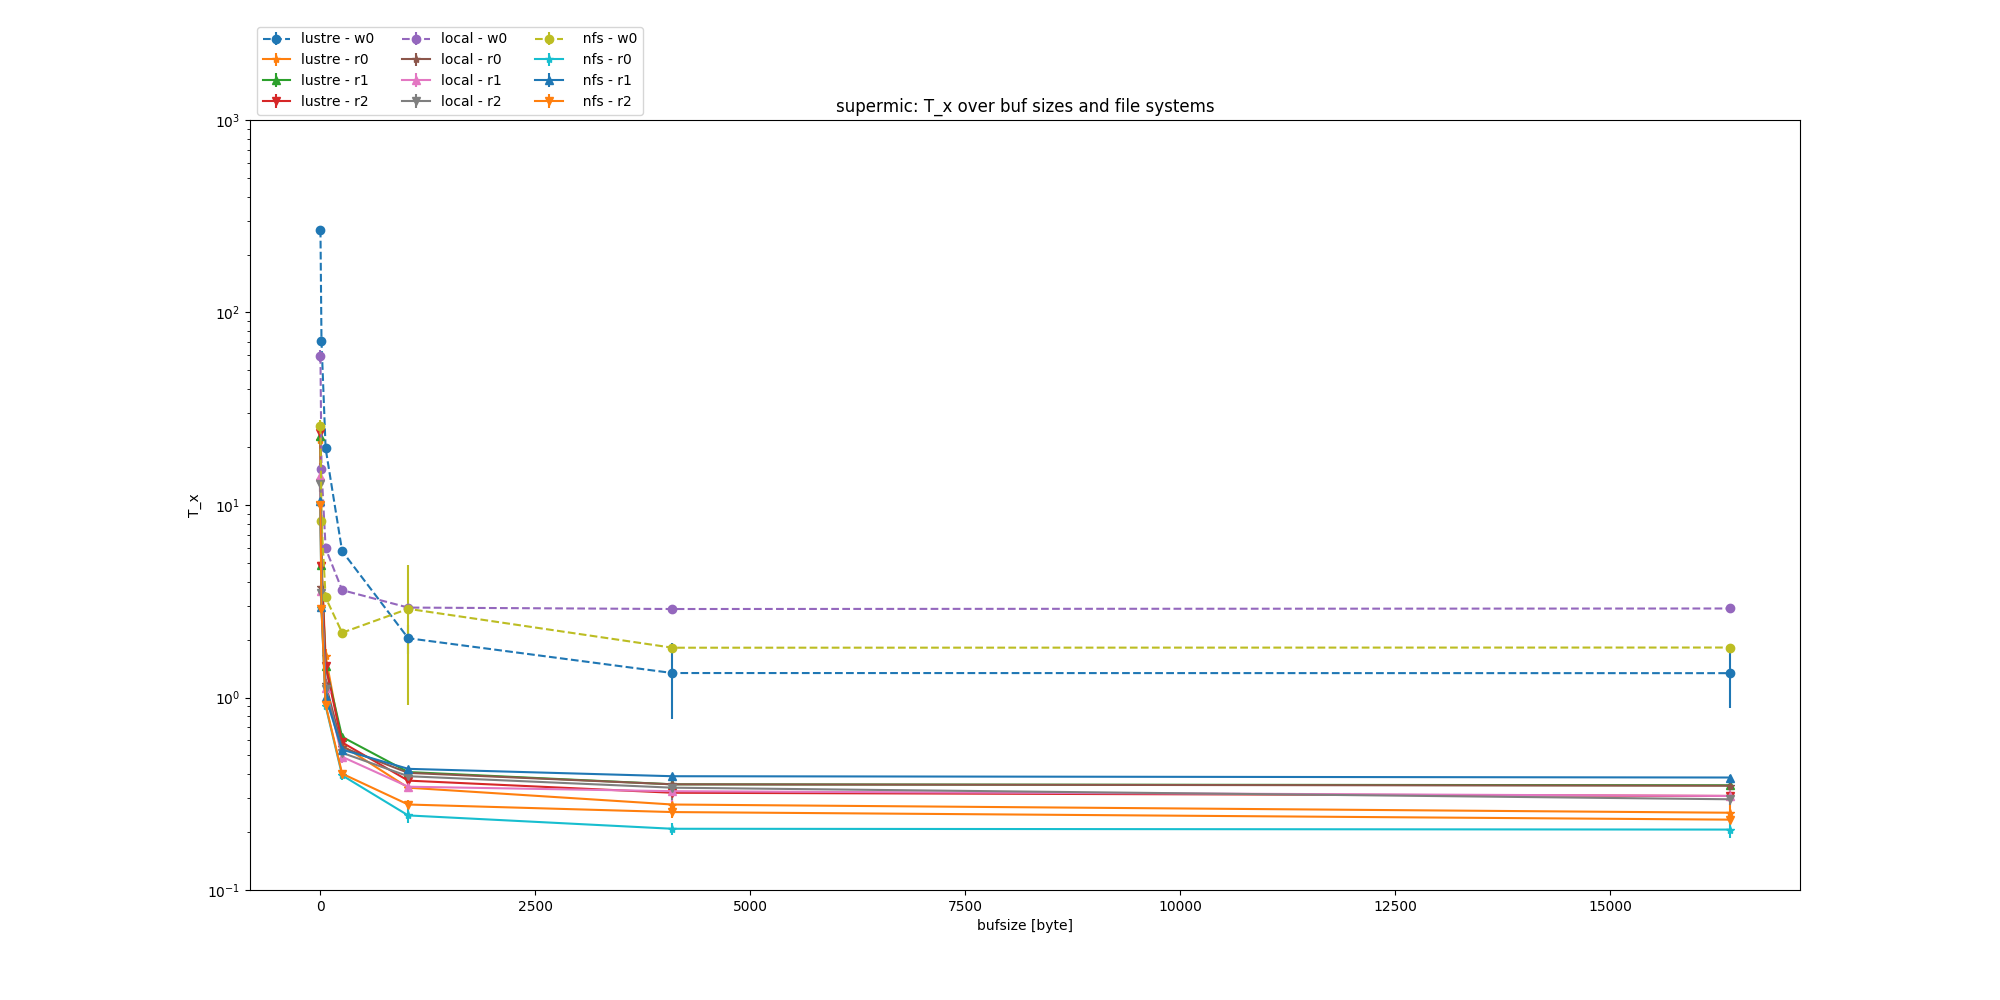 lustre - w0 local - w0 nfs - w0
lustre - r0 local - r0 nfs - r0
lustre - r1 local - r1 nfs - r1
lustre - r2 local - r2 nfs - r2
supermic: T_x over buf sizes and file systems
10³
10²
10¹
10⁰
10⁻¹
T_x
0 2500 5000 7500 10000 12500 15000
bufsize [byte]